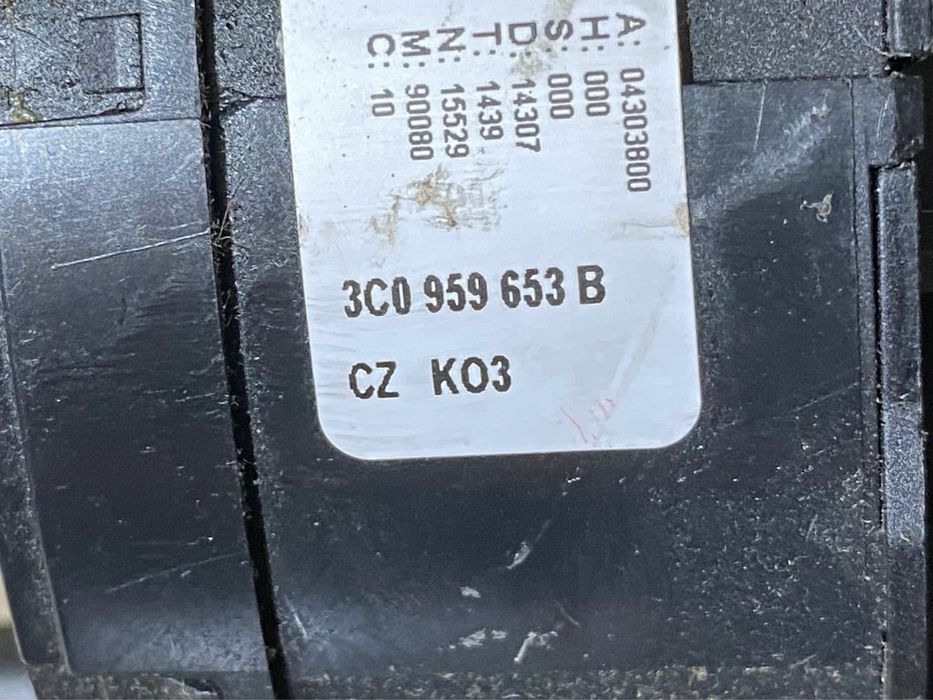 A: 04303800
H: 000
S: 000
D: 14307
T: 1439
N: 15529
M: 90080
C: 10
3C0 959 653 B
CZ KO3